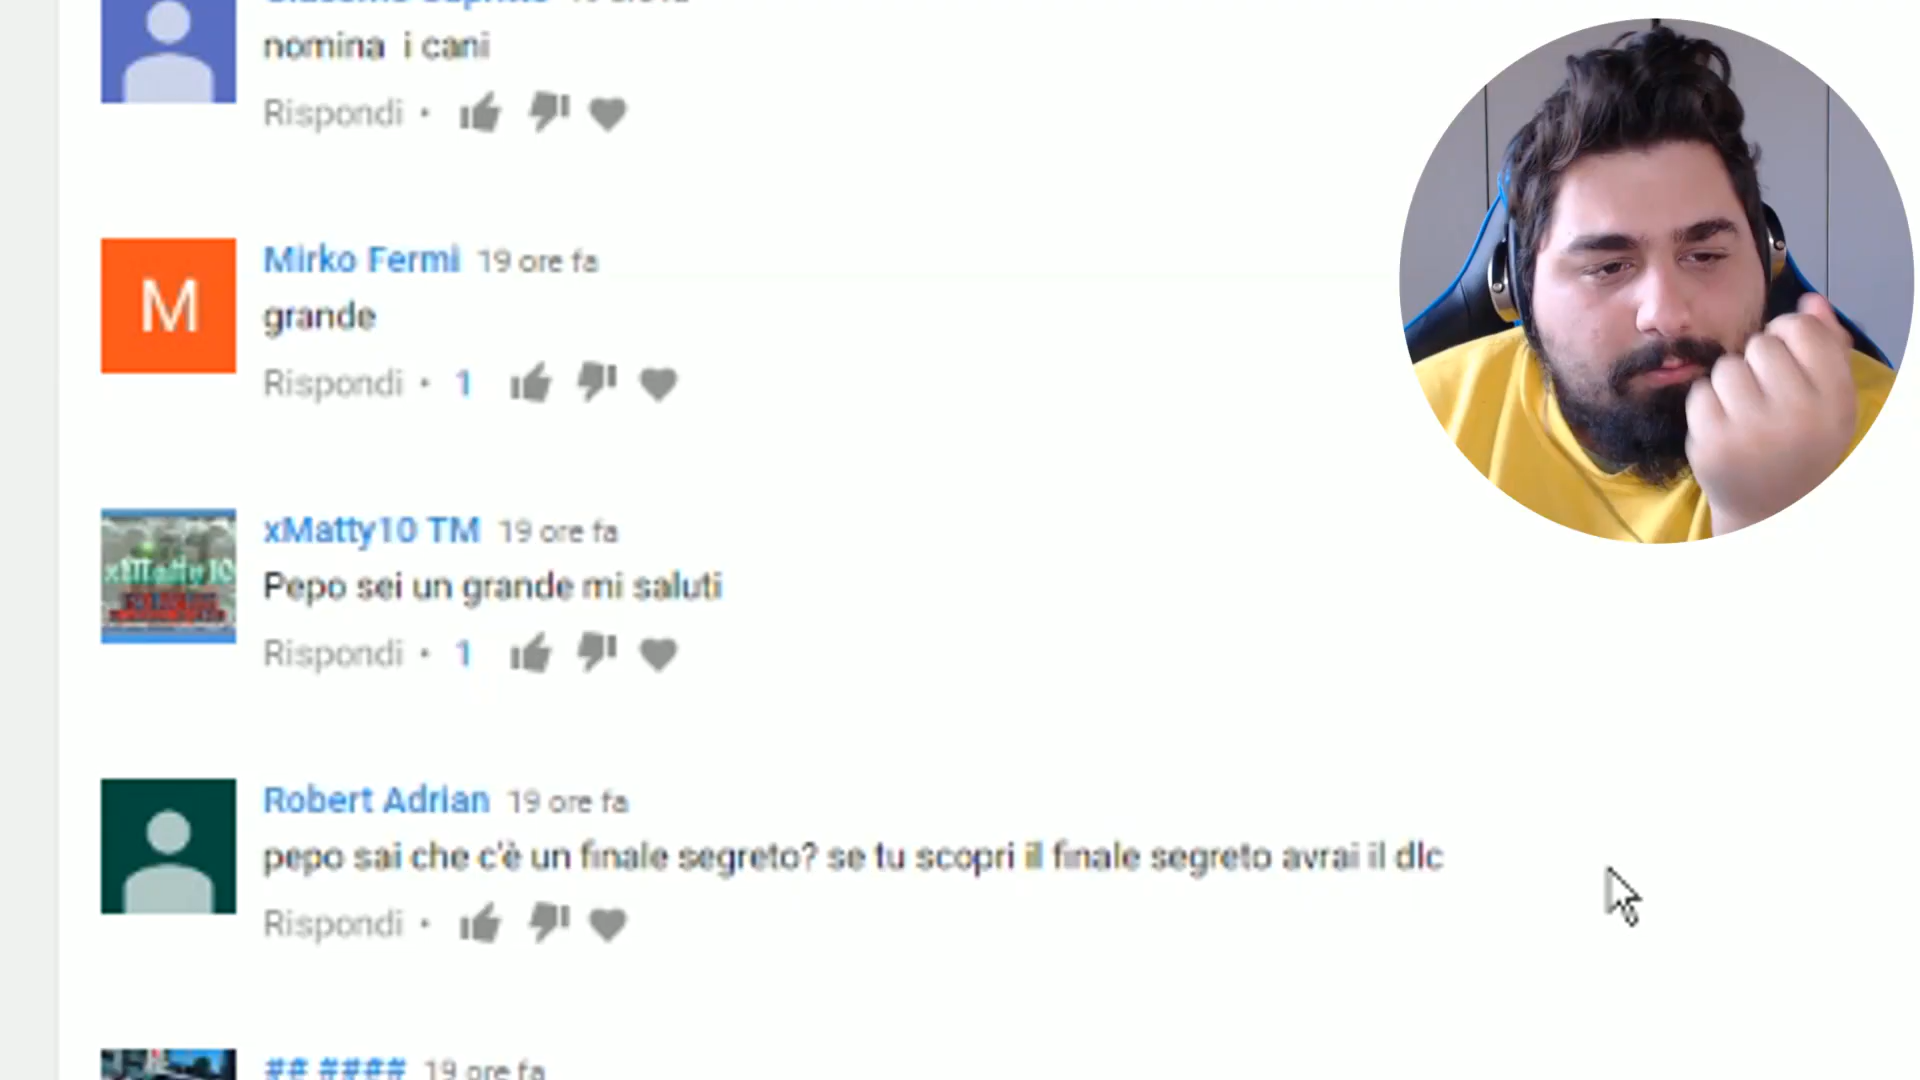 nomina i cani
Rispondi •
M
Mirko Fermi 19 ore fa
grande
Rispondi • 1
xMatty10
xMatty10 TM 19 ore fa
Pepo sei un grande mi saluti
Rispondi • 1
Robert Adrian 19 ore fa
pepo sai che c'è un finale segreto? se tu scopri il finale segreto avrai il dlc
Rispondi •
## #### 19 ore fa